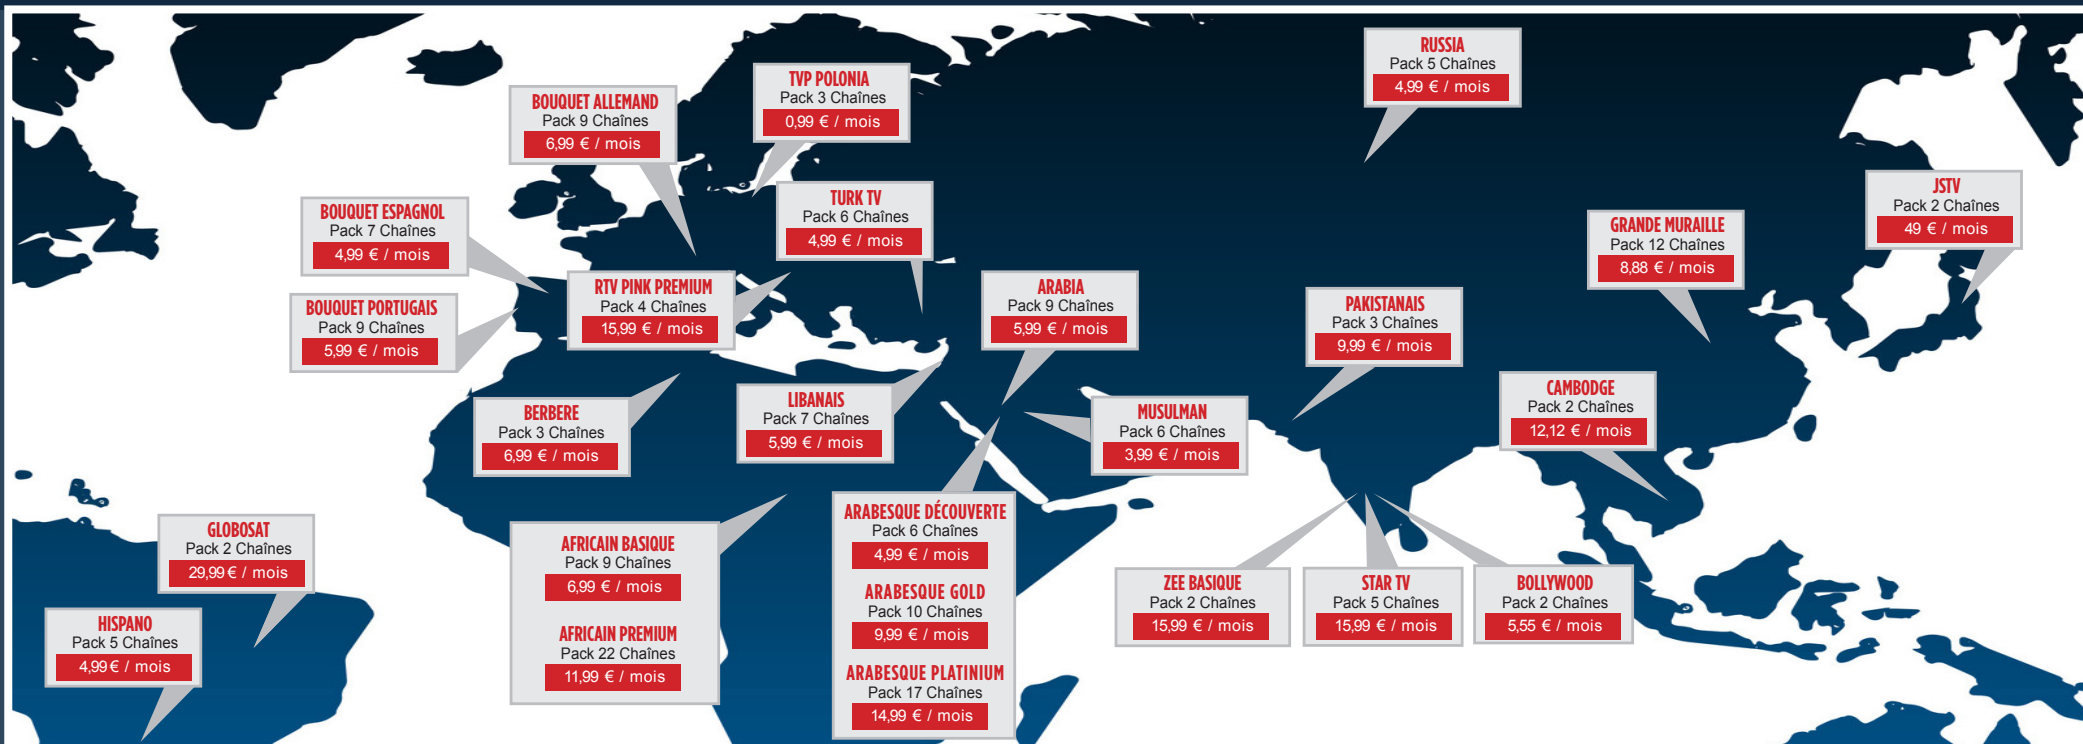 RUSSIA
Pack 5 Chaînes
4,99 € / mois
TVP POLONIA
Pack 3 Chaînes
0,99 € / mois
BOUQUET ALLEMAND
Pack 9 Chaînes
6,99 € / mois
JSTV
Pack 2 Chaînes
49 € / mois
TURK TV
Pack 6 Chaînes
4,99 € / mois
BOUQUET ESPAGNOL
Pack 7 Chaînes
4,99 € / mois
GRANDE MURAILLE
Pack 12 Chaînes
8,88 € / mois
RTV PINK PREMIUM
Pack 4 Chaînes
15,99 € / mois
ARABIA
Pack 9 Chaînes
5,99 € / mois
BOUQUET PORTUGAIS
Pack 9 Chaînes
5,99 € / mois
PAKISTANAIS
Pack 3 Chaînes
9,99 € / mois
CAMBODGE
Pack 2 Chaînes
12,12 € / mois
LIBANAIS
Pack 7 Chaînes
5,99 € / mois
BERBERE
Pack 3 Chaînes
6,99 € / mois
MUSULMAN
Pack 6 Chaînes
3,99 € / mois
ARABESQUE DÉCOUVERTE
Pack 6 Chaînes
4,99 € / mois
ARABESQUE GOLD
Pack 10 Chaînes
9,99 € / mois
ARABESQUE PLATINIUM
Pack 17 Chaînes
14,99 € / mois
GLOBOSAT
Pack 2 Chaînes
29,99 € / mois
AFRICAIN BASIQUE
Pack 9 Chaînes
6,99 € / mois
AFRICAIN PREMIUM
Pack 22 Chaînes
11,99 € / mois
ZEE BASIQUE
Pack 2 Chaînes
15,99 € / mois
STAR TV
Pack 5 Chaînes
15,99 € / mois
BOLLYWOOD
Pack 2 Chaînes
5,55 € / mois
HISPANO
Pack 5 Chaînes
4,99 € / mois